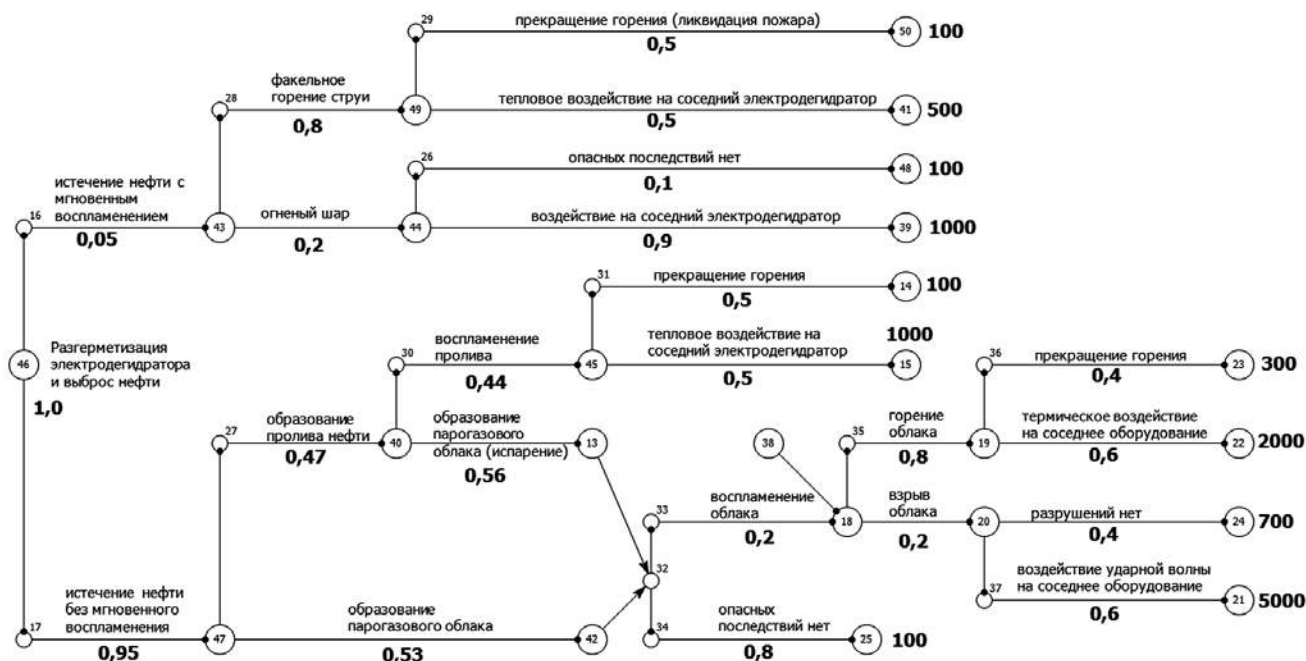 29
прекращение горения (ликвидация пожара)
0,5
50
100
28
факельное
горение струи
0,8
49
тепловое воздействие на соседний электродегидратор
0,5
41
500
26
опасных последствий нет
0,1
48
100
16
истечение нефти с
мгновенным
воспламенением
0,05
43
огненый шар
0,2
44
воздействие на соседний электродегидратор
0,9
39
1000
31
прекращение горения
0,5
14
100
46
Разгерметизация
электродегидратора
и выброс нефти
1,0
30
воспламенение
пролива
0,44
45
тепловое воздействие на
соседний электродегидратор
0,5
15
1000
36
прекращение горения
0,4
23
300
27
образование
пролива нефти
0,47
40
образование
парогазового
облака (испарение)
0,56
13
38
35
горение
облака
0,8
19
термическое воздействие
на соседнее оборудование
0,6
22
2000
33
воспламенение
облака
0,2
18
взрыв
облака
0,2
20
разрушений нет
0,4
24
700
32
37
воздействие ударной волны
на соседнее оборудование
0,6
21
5000
17
истечение нефти
без мгновенного
воспламенения
0,95
47
образование
парогазового облака
0,53
42
34
опасных
последствий нет
0,8
25
100